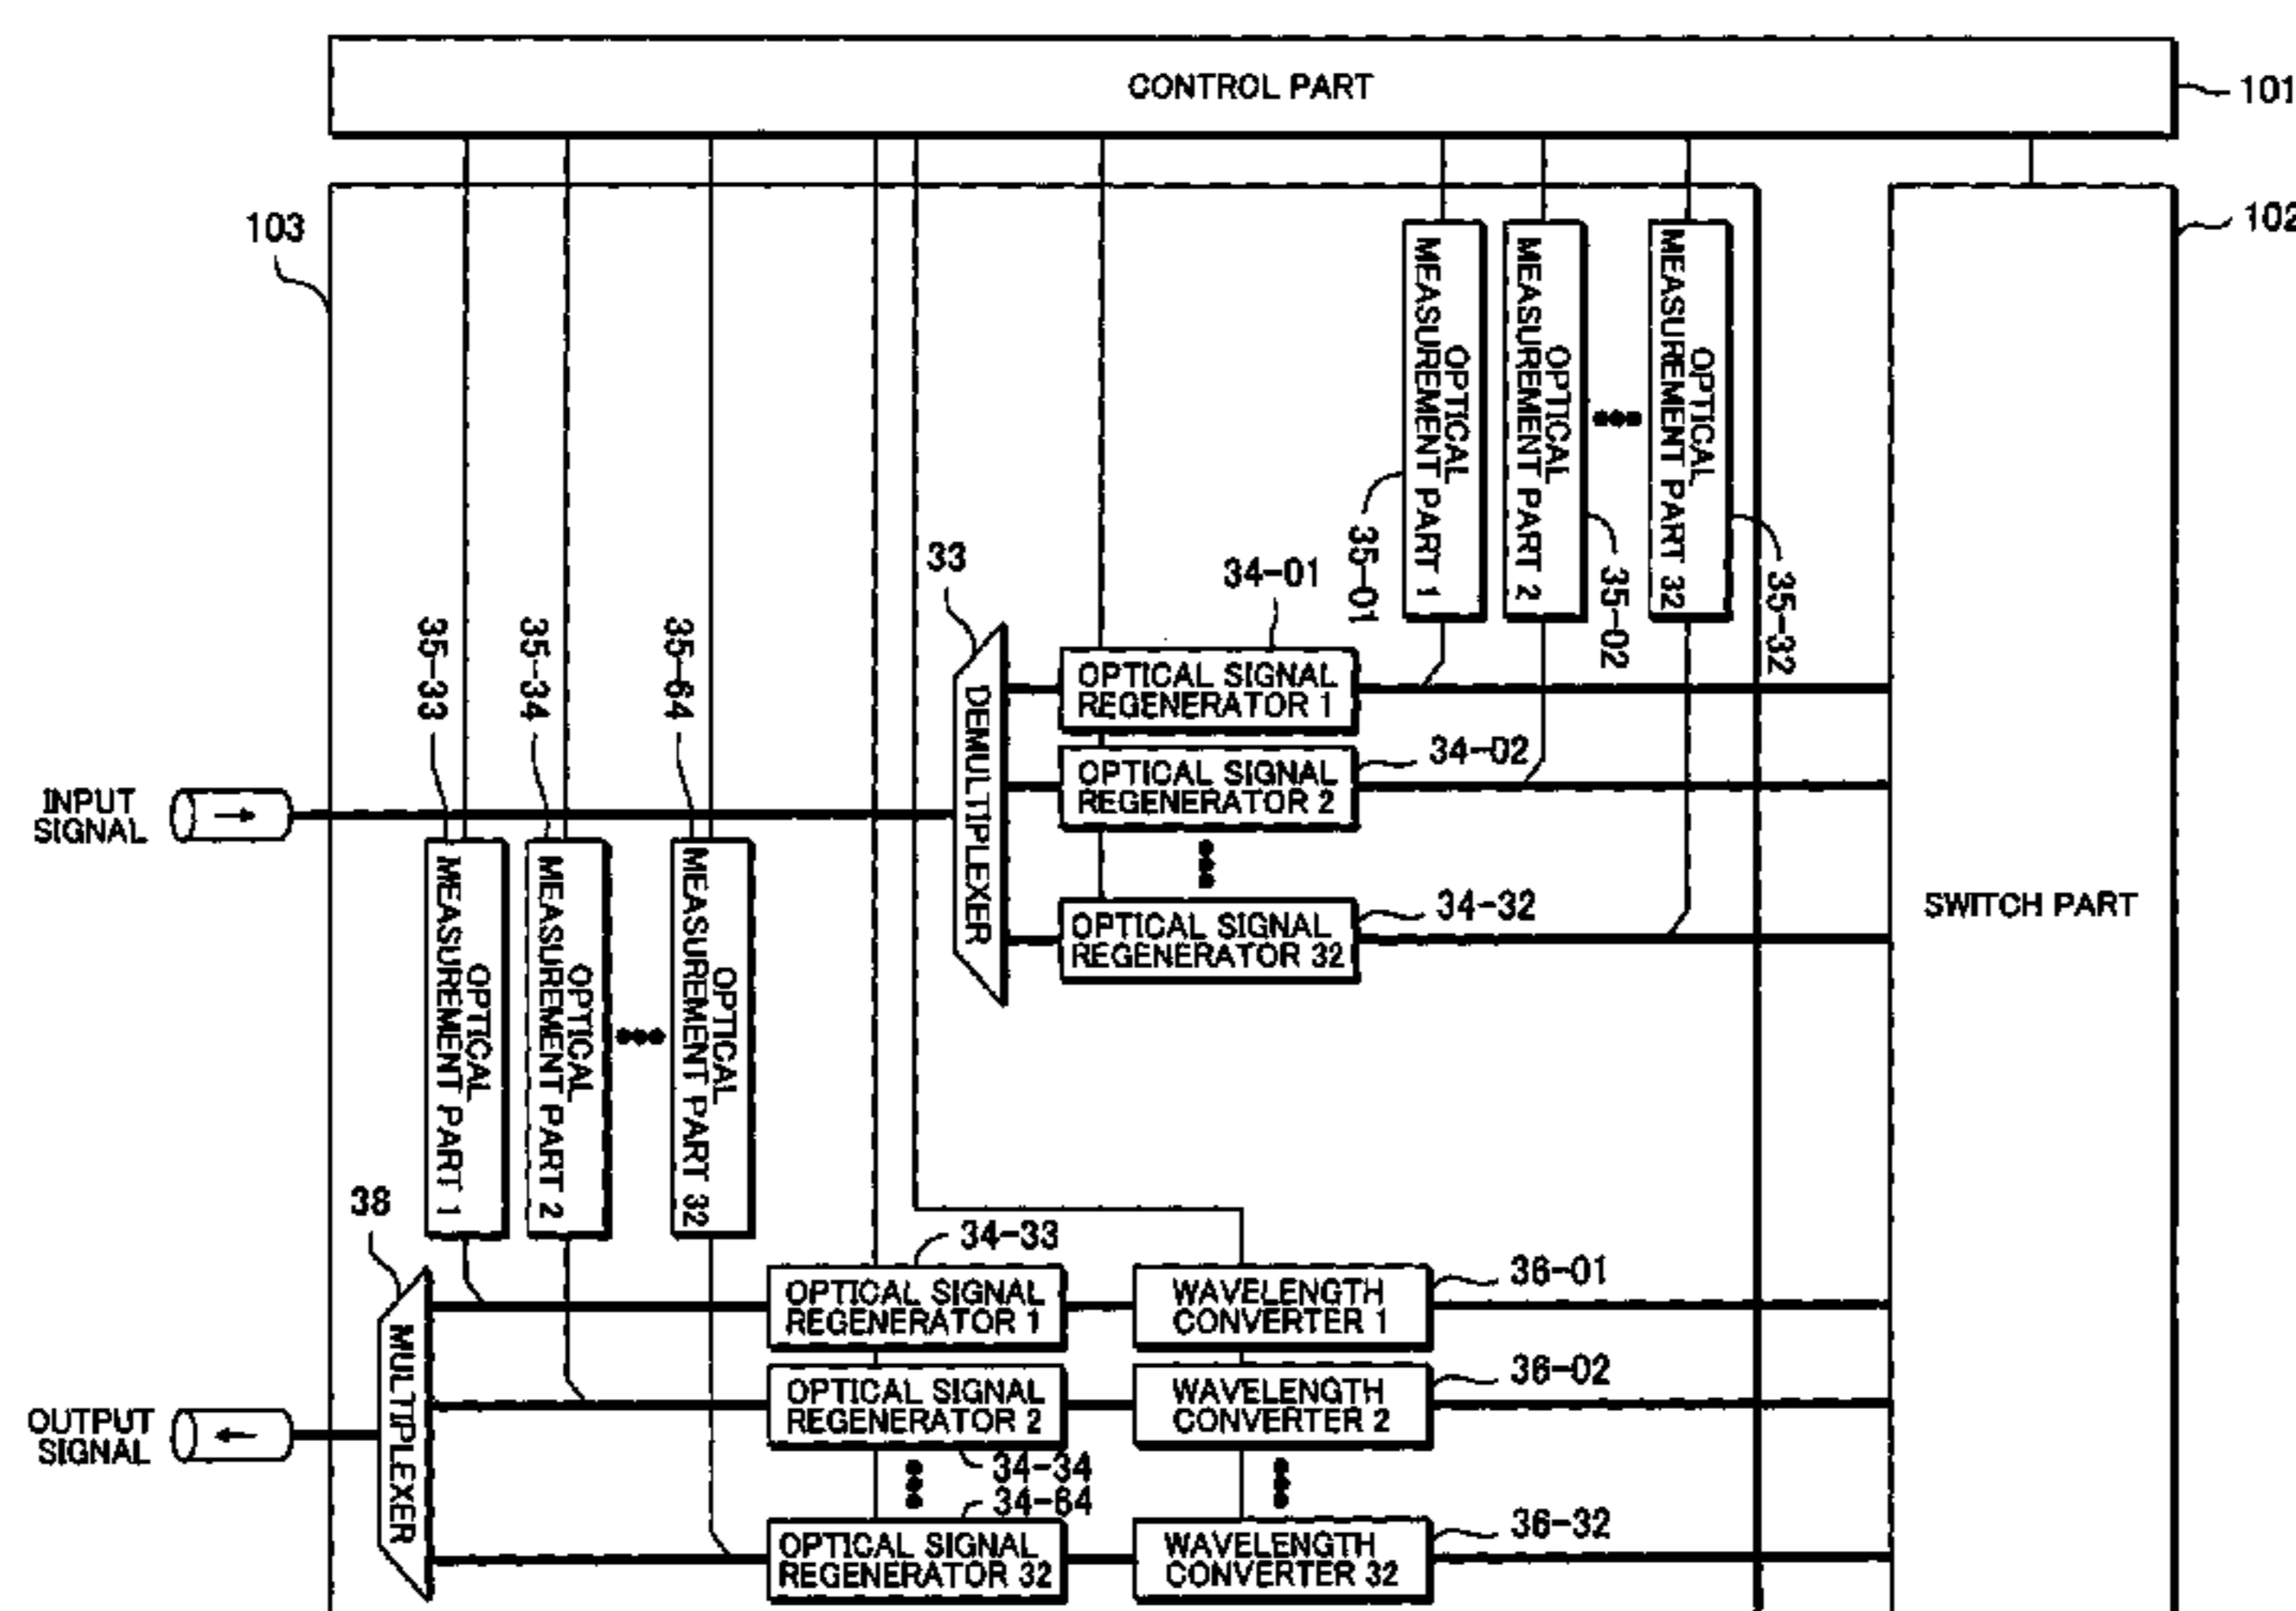 CONTROL PART
101
103
102
OPTICAL
MEASUREMENT PART 1
OPTICAL
MEASUREMENT PART 2
OPTICAL
MEASUREMENT PART 32
35-01
35-02
35-32
33
34-01
35-33
35-34
35-64
DEMULTIPLEXER
OPTICAL SIGNAL
REGENERATOR 1
34-02
OPTICAL SIGNAL
REGENERATOR 2
INPUT
SIGNAL
34-32
OPTICAL SIGNAL
REGENERATOR 32
SWITCH PART
OPTICAL
MEASUREMENT PART 1
OPTICAL
MEASUREMENT PART 2
OPTICAL
MEASUREMENT PART 32
38
34-33
36-01
OPTICAL SIGNAL
REGENERATOR 1
WAVELENGTH
CONVERTER 1
MULTIPLEXER
36-02
OPTICAL SIGNAL
REGENERATOR 2
WAVELENGTH
CONVERTER 2
OUTPUT
SIGNAL
34-34
34-64
36-32
OPTICAL SIGNAL
REGENERATOR 32
WAVELENGTH
CONVERTER 32